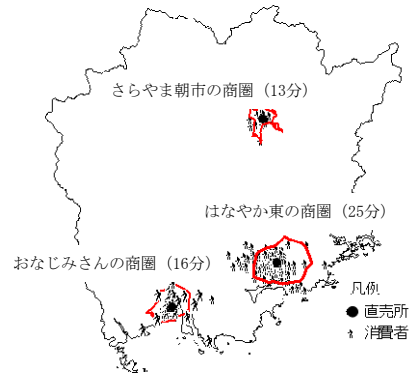 さらやま朝市の商圏（13分）
はなやか東の商圏（25分）
おなじみさんの商圏（16分）
凡例
直売所
消費者